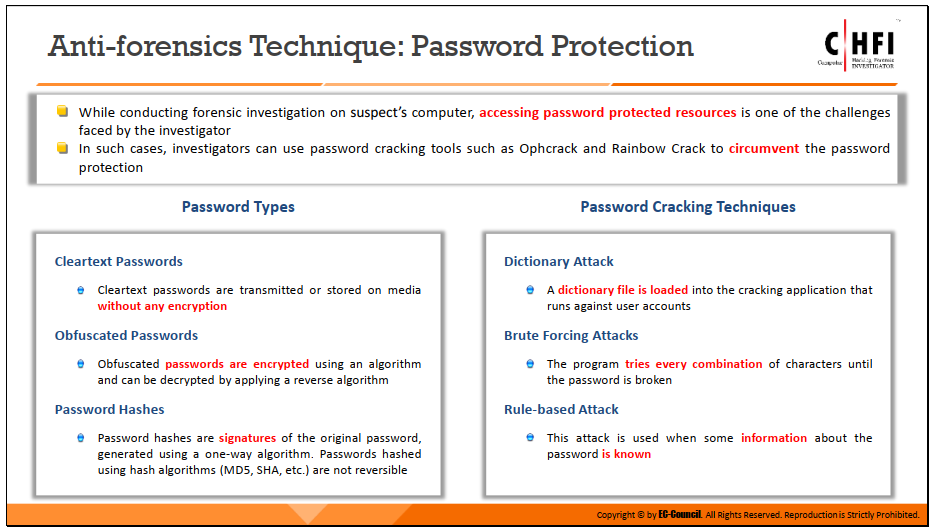 Anti-forensics Technique: Password Protection
C HFI
Computer Hacking Forensic
INVESTIGATOR
While conducting forensic investigation on suspect's computer, accessing password protected resources is one of the challenges
faced by the investigator
In such cases, investigators can use password cracking tools such as Ophcrack and Rainbow Crack to circumvent the password
protection
Password Types
Cleartext Passwords
Cleartext passwords are transmitted or stored on media
without any encryption
Obfuscated Passwords
Obfuscated passwords are encrypted using an algorithm
and can be decrypted by applying a reverse algorithm
Password Hashes
Password hashes are signatures of the original password,
generated using a one-way algorithm. Passwords hashed
using hash algorithms (MD5, SHA, etc.) are not reversible
Password Cracking Techniques
Dictionary Attack
A dictionary file is loaded into the cracking application that
runs against user accounts
Brute Forcing Attacks
The program tries every combination of characters until
the password is broken
Rule-based Attack
This attack is used when some information about the
password is known
Copyright © by EC-Council. All Rights Reserved. Reproduction is Strictly Prohibited.